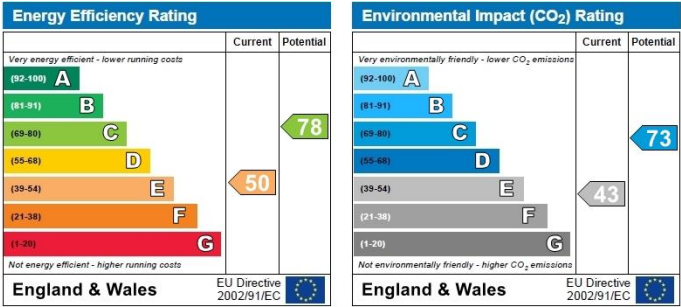 Energy Efficiency Rating
Current Potential
Very energy efficient - lower running costs
(92-100) A
(81-91) B
(69-80) C
78
(55-68) D
(39-54) E
50
(21-38) F
(1-20) G
Not energy efficient - higher running costs
England & Wales
EU Directive
2002/91/EC
Environmental Impact (CO₂) Rating
Current Potential
Very environmentally friendly - lower CO₂ emissions
(92-100) A
(81-91) B
(69-80) C
73
(55-68) D
(39-54) E
43
(21-38) F
(1-20) G
Not environmentally friendly - higher CO₂ emissions
England & Wales
EU Directive
2002/91/EC